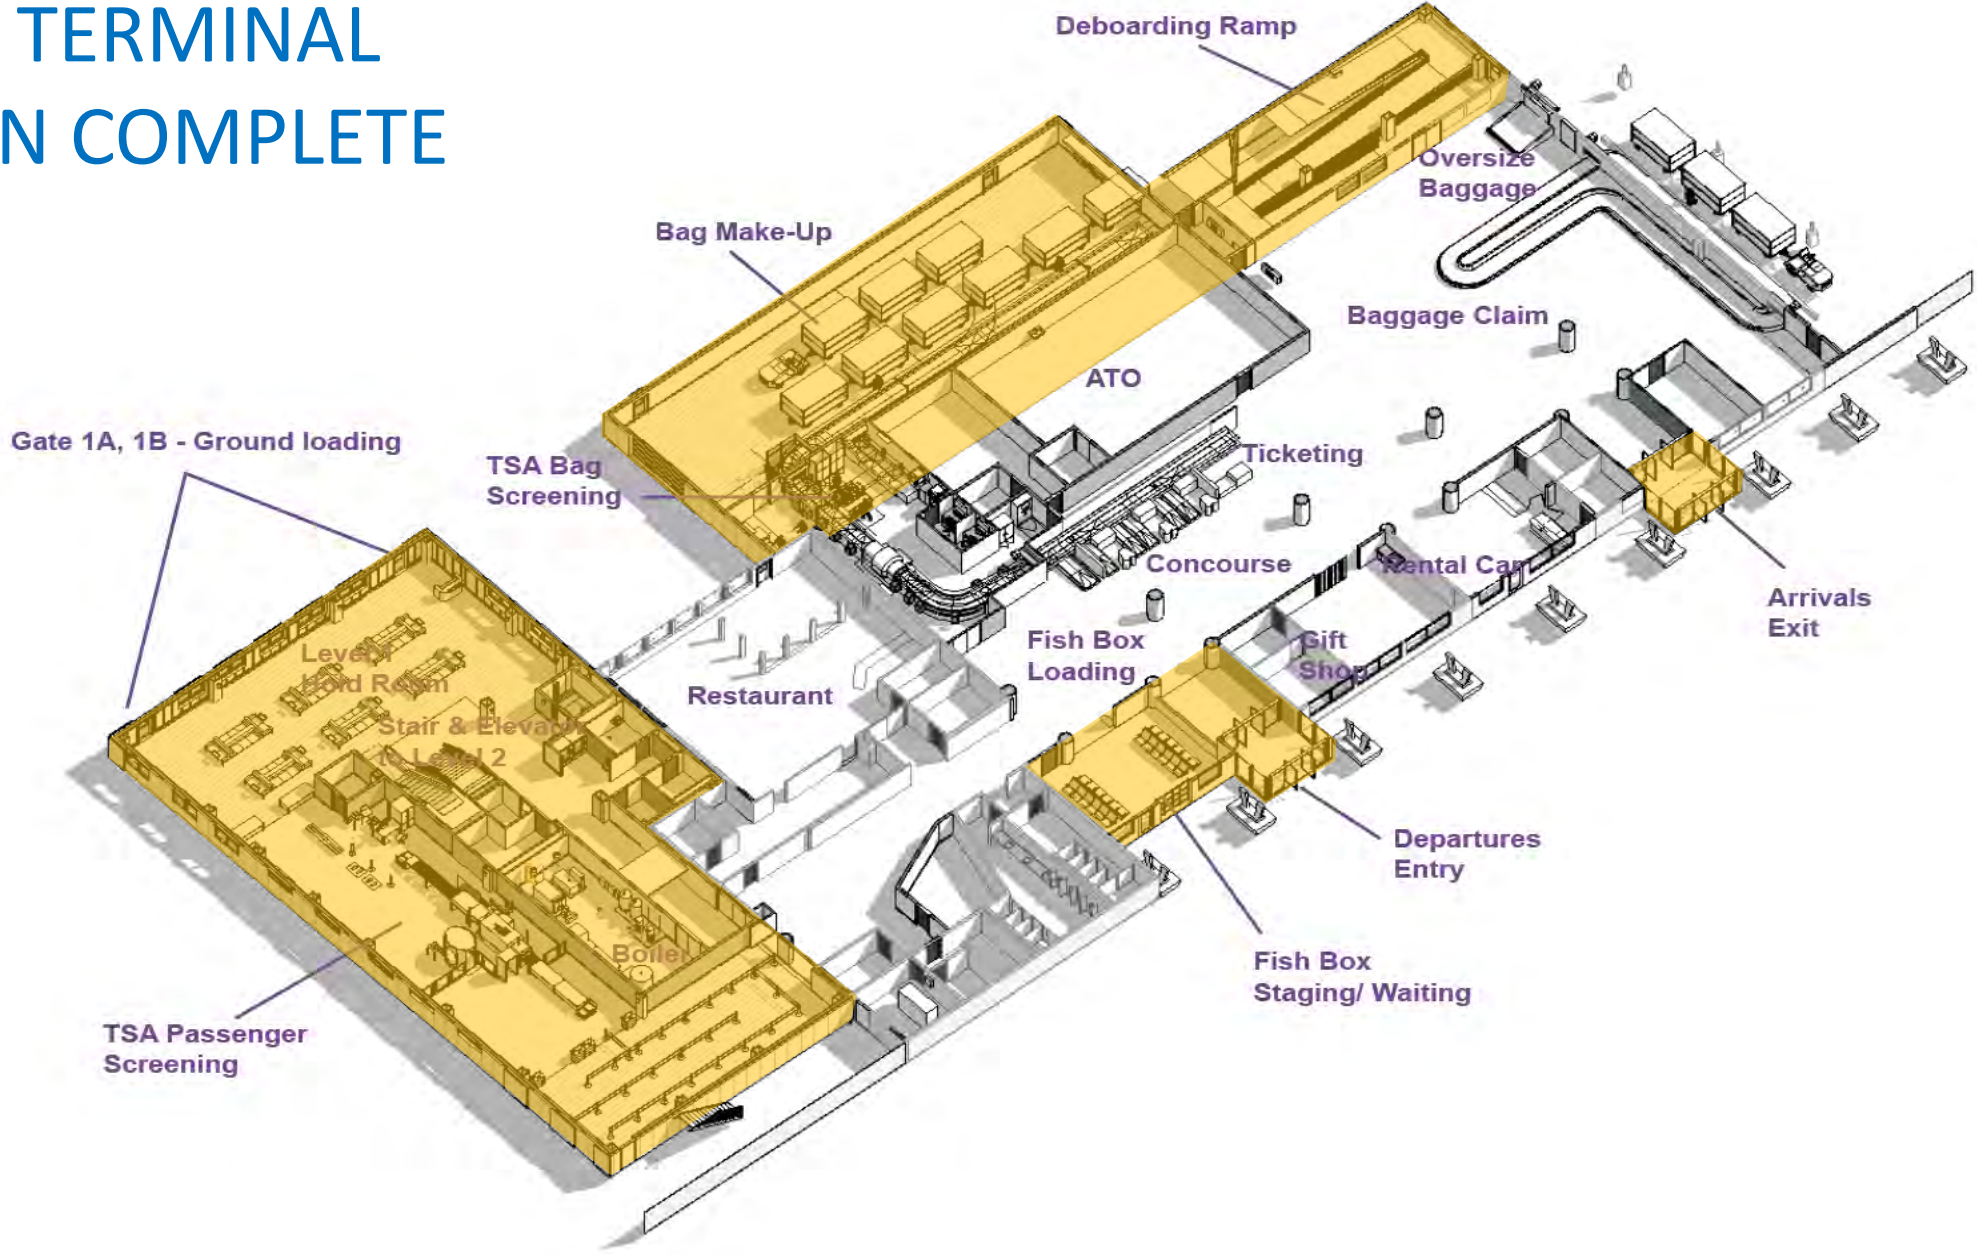 TERMINAL
N COMPLETE
Deboarding Ramp
Oversize
Baggage
Bag Make-Up
Baggage Claim
ATO
Gate 1A, 1B - Ground loading
TSA Bag
Screening
Ticketing
Concourse
Rental Car
Arrivals
Exit
Fish Box
Loading
Gift
Shop
Level 1
Hold Room
Restaurant
Stair & Elevator
to Level 2
Departures
Entry
Boiler
Fish Box
Staging/ Waiting
TSA Passenger
Screening